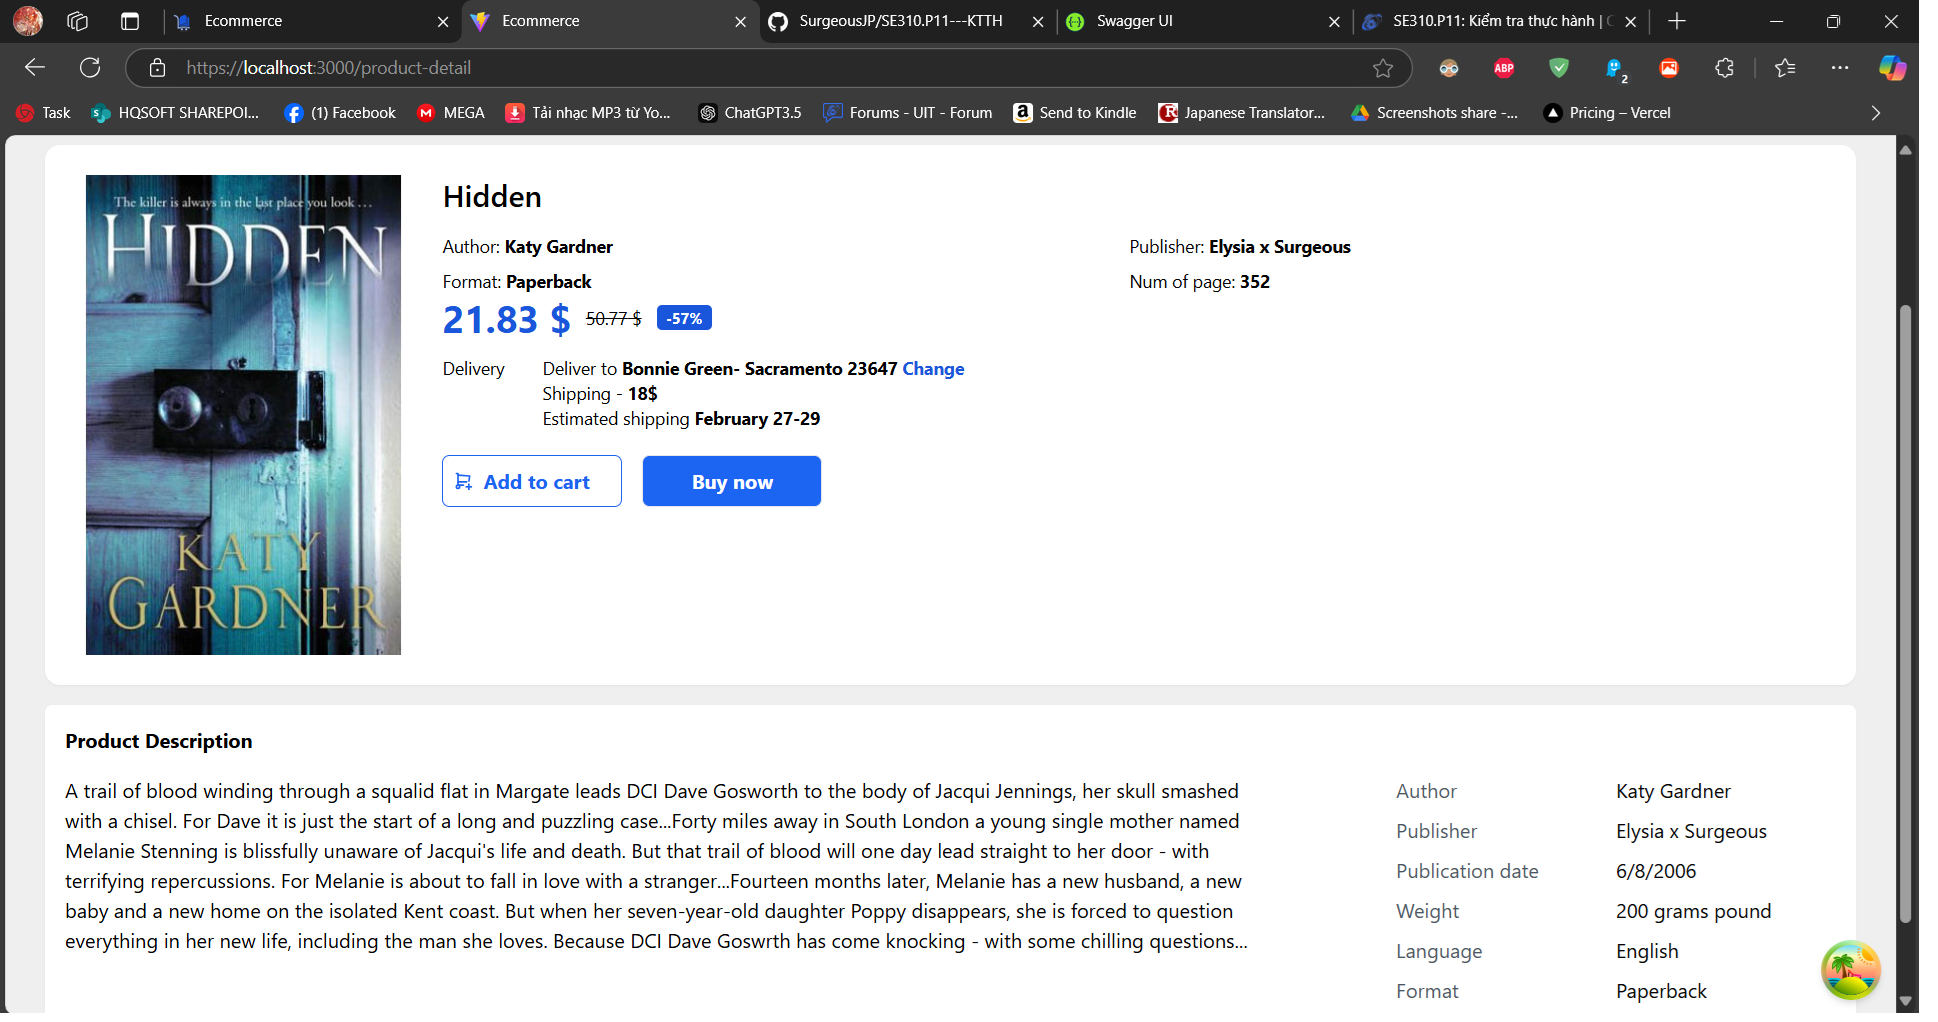 Ecommerce
Ecommerce
SurgeousJP/SE310.P11---KTTH
Swagger UI
SE310.P11: Kiểm tra thực hành |
https://localhost:3000/product-detail
ABP
2
Task
HQSOFT SHAREPOI...
(1) Facebook
MEGA
Tải nhạc MP3 từ Yo...
ChatGPT3.5
Forums - UIT - Forum
Send to Kindle
Japanese Translator...
Screenshots share -...
Pricing – Vercel
The killer is always in the last place you look ...
HIDDEN
KATY
GARDNER
Hidden
Author: Katy Gardner
Publisher: Elysia x Surgeous
Format: Paperback
Num of page: 352
21.83 $ 50.77 $ -57%
Delivery
Deliver to Bonnie Green- Sacramento 23647 Change
Shipping - 18$
Estimated shipping February 27-29
Add to cart
Buy now
Product Description
A trail of blood winding through a squalid flat in Margate leads DCI Dave Gosworth to the body of Jacqui Jennings, her skull smashed
with a chisel. For Dave it is just the start of a long and puzzling case...Forty miles away in South London a young single mother named
Melanie Stenning is blissfully unaware of Jacqui's life and death. But that trail of blood will one day lead straight to her door - with
terrifying repercussions. For Melanie is about to fall in love with a stranger...Fourteen months later, Melanie has a new husband, a new
baby and a new home on the isolated Kent coast. But when her seven-year-old daughter Poppy disappears, she is forced to question
everything in her new life, including the man she loves. Because DCI Dave Goswrth has come knocking - with some chilling questions...
Author Katy Gardner
Publisher Elysia x Surgeous
Publication date 6/8/2006
Weight 200 grams pound
Language English
Format Paperback